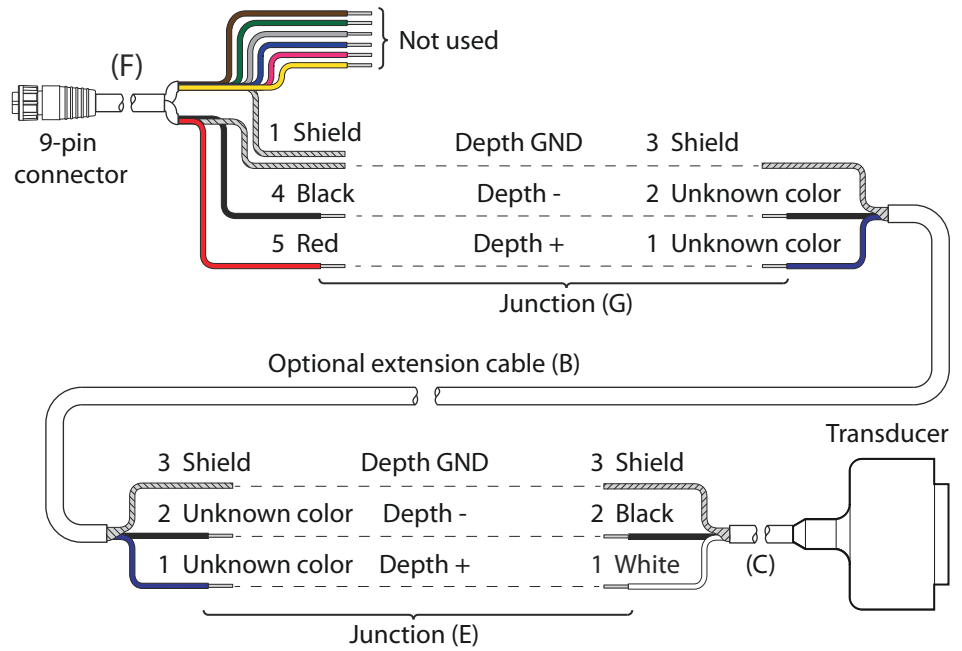 Not used
(F)
9-pin
connector
1 Shield
Depth GND
3 Shield
4 Black
Depth -
2 Unknown color
5 Red
Depth +
1 Unknown color
Junction (G)
Optional extension cable (B)
Transducer
3 Shield
Depth GND
3 Shield
2 Unknown color
Depth -
2 Black
1 Unknown color
Depth +
1 White
(C)
Junction (E)